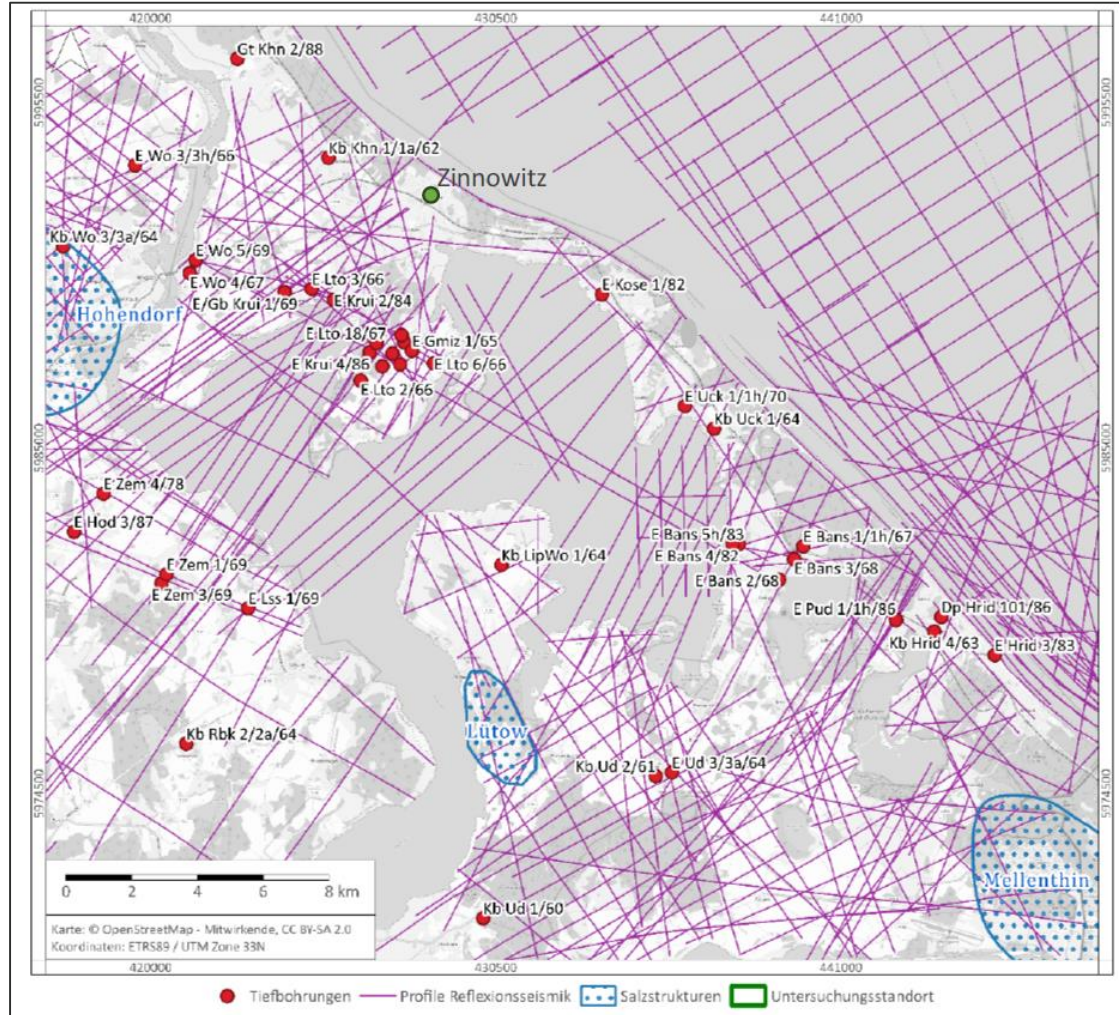 420000 430500 441000
Gt Khn 2/88
5995500
5995500
Kb Khn 1/1a/62
E Wo 3/3h/66
Zinnowitz
Kb Wo 3/3a/64
E Wo 5/69
E Wo 4/67
E Lto 3/66
E/Gb Krui 1/69
E Krui 2/84
E Kose 1/82
Hohendorf
E Lto 18/67
E Gmiz 1/65
E Krui 4/86
E Lto 6/66
E Lto 2/66
E Uck 1/1h/70
Kb Uck 1/64
5985000
5985000
E Zem 4/78
E Hod 3/87
E Bans 5h/83
E Bans 1/1h/67
E Bans 4/82
E Bans 3/68
Kb LipWo 1/64
E Zem 1/69
E Bans 2/68
E Zem 3/69
E Lss 1/69
E Pud 1/1h/86
Dp Hrid 101/86
Kb Hrid 4/63
E Hrid 3/83
Lütow
Kb Rbk 2/2a/64
Kb Ud 2/61
E Ud 3/3a/64
5974500
5974500
Mellenthin
0 2 4 6 8 km
Kb Ud 1/60
Karte: © OpenStreetMap - Mitwirkende, CC BY-SA 2.0
Koordinaten: ETRS89 / UTM Zone 33N
420000 430500 441000
Tiefbohrungen Profile Reflexionsseismik Salzstrukturen Untersuchungsstandort